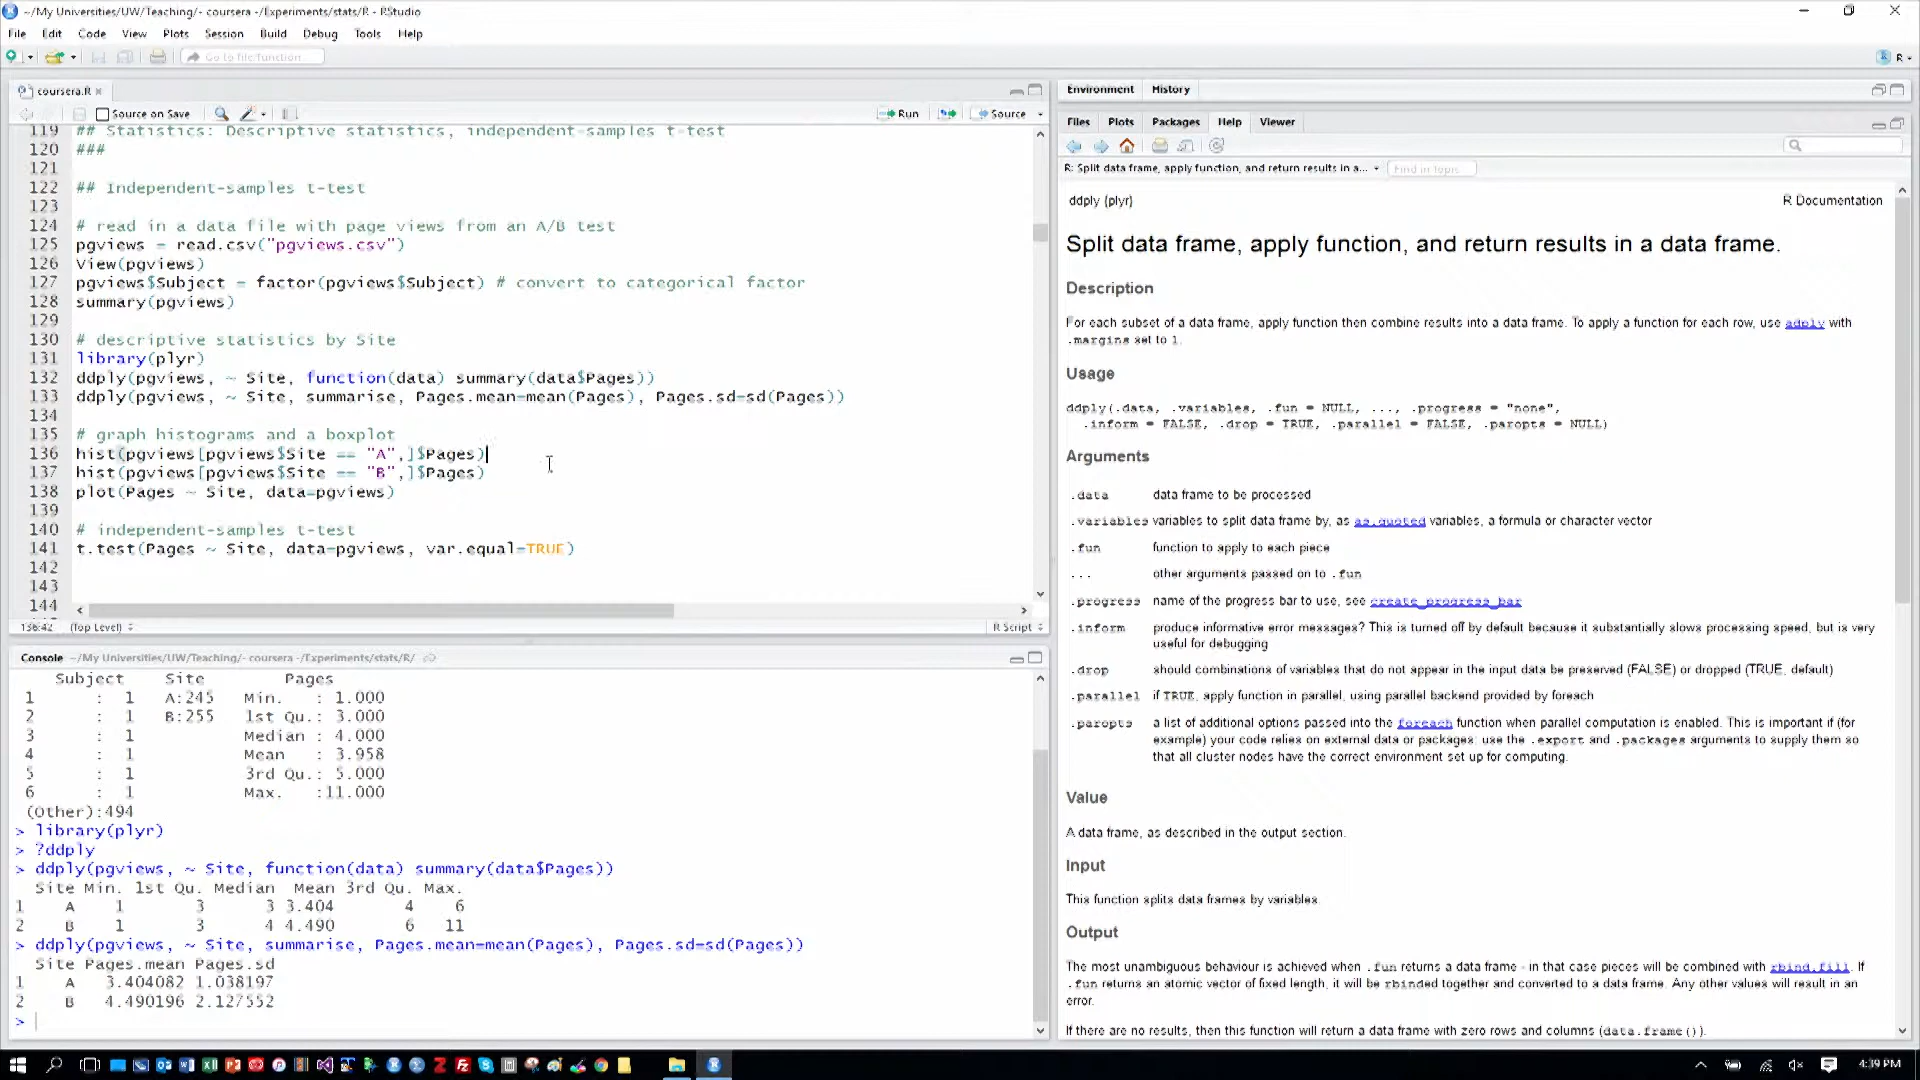 ~/My Universities/UW/Teaching/- coursera -/Experiments/stats/R - RStudio
File Edit Code View Plots Session Build Debug Tools Help
Go to file/function
R
coursera.R
Source on Save
Run
Source
119 ## Statistics: Descriptive statistics, independent-samples t-test
120 ###
121
122 ## Independent-samples t-test
123
124 # read in a data file with page views from an A/B test
125 pgviews = read.csv("pgviews.csv")
126 View(pgviews)
127 pgviews$Subject = factor(pgviews$Subject) # convert to categorical factor
128 summary(pgviews)
129
130 # descriptive statistics by Site
131 library(plyr)
132 ddply(pgviews, ~ Site, function(data) summary(data$Pages))
133 ddply(pgviews, ~ Site, summarise, Pages.mean=mean(Pages), Pages.sd=sd(Pages))
134
135 # graph histograms and a boxplot
136 hist(pgviews[pgviews$Site == "A",]$Pages)
137 hist(pgviews[pgviews$Site == "B",]$Pages)
138 plot(Pages ~ Site, data=pgviews)
139
140 # independent-samples t-test
141 t.test(Pages ~ Site, data=pgviews, var.equal=TRUE)
142
143
144
136:42 (Top Level) R Script
Console ~/My Universities/UW/Teaching/- coursera -/Experiments/stats/R/
Subject Site Pages
1 : 1 A:245 Min. : 1.000
2 : 1 B:255 1st Qu.: 3.000
3 : 1 Median : 4.000
4 : 1 Mean : 3.958
5 : 1 3rd Qu.: 5.000
6 : 1 Max. :11.000
(Other):494
> library(plyr)
> ?ddply
> ddply(pgviews, ~ Site, function(data) summary(data$Pages))
Site Min. 1st Qu. Median Mean 3rd Qu. Max.
1 A 1 3 3 3.404 4 6
2 B 1 3 4 4.490 6 11
> ddply(pgviews, ~ Site, summarise, Pages.mean=mean(Pages), Pages.sd=sd(Pages))
Site Pages.mean Pages.sd
1 A 3.404082 1.038197
2 B 4.490196 2.127552
>
Environment History
Files Plots Packages Help Viewer
R: Split data frame, apply function, and return results in a... Find in Topic
ddply {plyr} R Documentation
Split data frame, apply function, and return results in a data frame.
Description
For each subset of a data frame, apply function then combine results into a data frame. To apply a function for each row, use adply with
.margins set to 1.
Usage
ddply(.data, .variables, .fun = NULL, ..., .progress = "none",
.inform = FALSE, .drop = TRUE, .parallel = FALSE, .paropts = NULL)
Arguments
.data data frame to be processed
.variables variables to split data frame by, as as.quoted variables, a formula or character vector
.fun function to apply to each piece
... other arguments passed on to .fun
.progress name of the progress bar to use, see create_progress_bar
.inform produce informative error messages? This is turned off by default because it substantially slows processing speed, but is very
useful for debugging
.drop should combinations of variables that do not appear in the input data be preserved (FALSE) or dropped (TRUE, default)
.parallel if TRUE, apply function in parallel, using parallel backend provided by foreach
.paropts a list of additional options passed into the foreach function when parallel computation is enabled. This is important if (for
example) your code relies on external data or packages: use the .export and .packages arguments to supply them so
that all cluster nodes have the correct environment set up for computing.
Value
A data frame, as described in the output section.
Input
This function splits data frames by variables.
Output
The most unambiguous behaviour is achieved when .fun returns a data frame - in that case pieces will be combined with rbind.fill. If
.fun returns an atomic vector of fixed length, it will be rbinded together and converted to a data frame. Any other values will result in an
error.
If there are no results, then this function will return a data frame with zero rows and columns (data.frame()).
4:39 PM